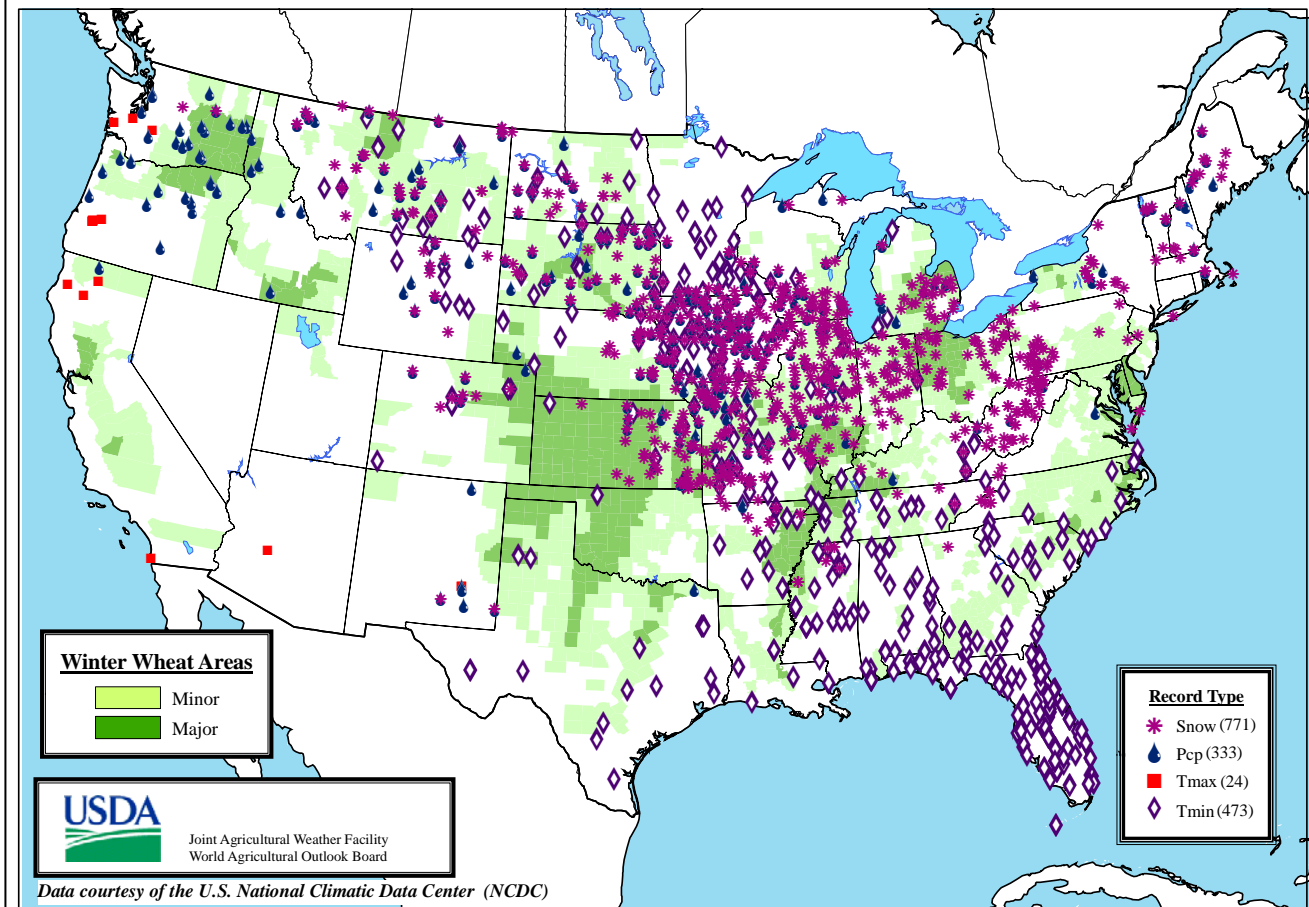 Winter Wheat Areas
Minor
Major
USDA
Joint Agricultural Weather Facility
World Agricultural Outlook Board
Data courtesy of the U.S. National Climatic Data Center (NCDC)
Record Type
Snow (771)
Pcp (333)
Tmax (24)
Tmin (473)